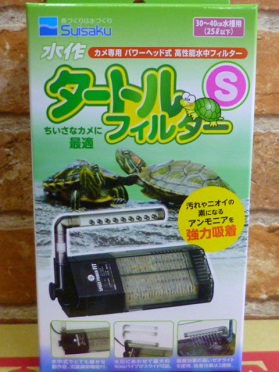 Suisaku
30〜40cm水槽用
(25ℓ以下)
水作
カメ専用 パワーヘッド式 高性能水中フィルター
タートル
フィルター
S
ちいさなカメに
最適
汚れやニオイの
素になる
アンモニアを
強力吸着